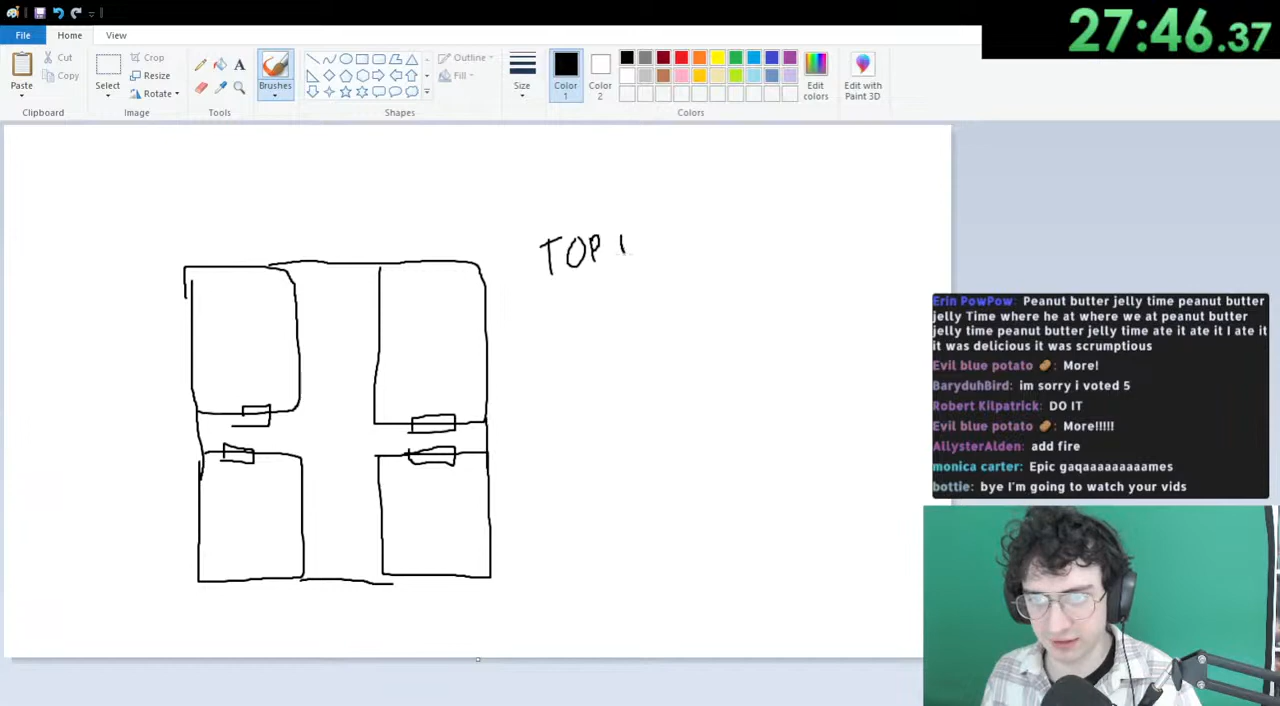 27:46.37
File
Home
View
Paste
Cut
Copy
Clipboard
Select
Crop
Resize
Rotate
Image
A
Tools
Brushes
Shapes
Outline
Fill
Size
Color
1
Color
2
Edit
colors
Edit with
Paint 3D
Colors
TOP
Erin PowPow: Peanut butter jelly time peanut butter
jelly Time where he at where we at peanut butter
jelly time peanut butter jelly time ate it ate it I ate it
it was delicious it was scrumptious
Evil blue potato 🥔: More!
BaryduhBird: im sorry i voted 5
Robert Kilpatrick: DO IT
Evil blue potato 🥔: More!!!!!
AllysterAlden: add fire
monica carter: Epic gaqaaaaaaaames
bottie: bye I'm going to watch your vids